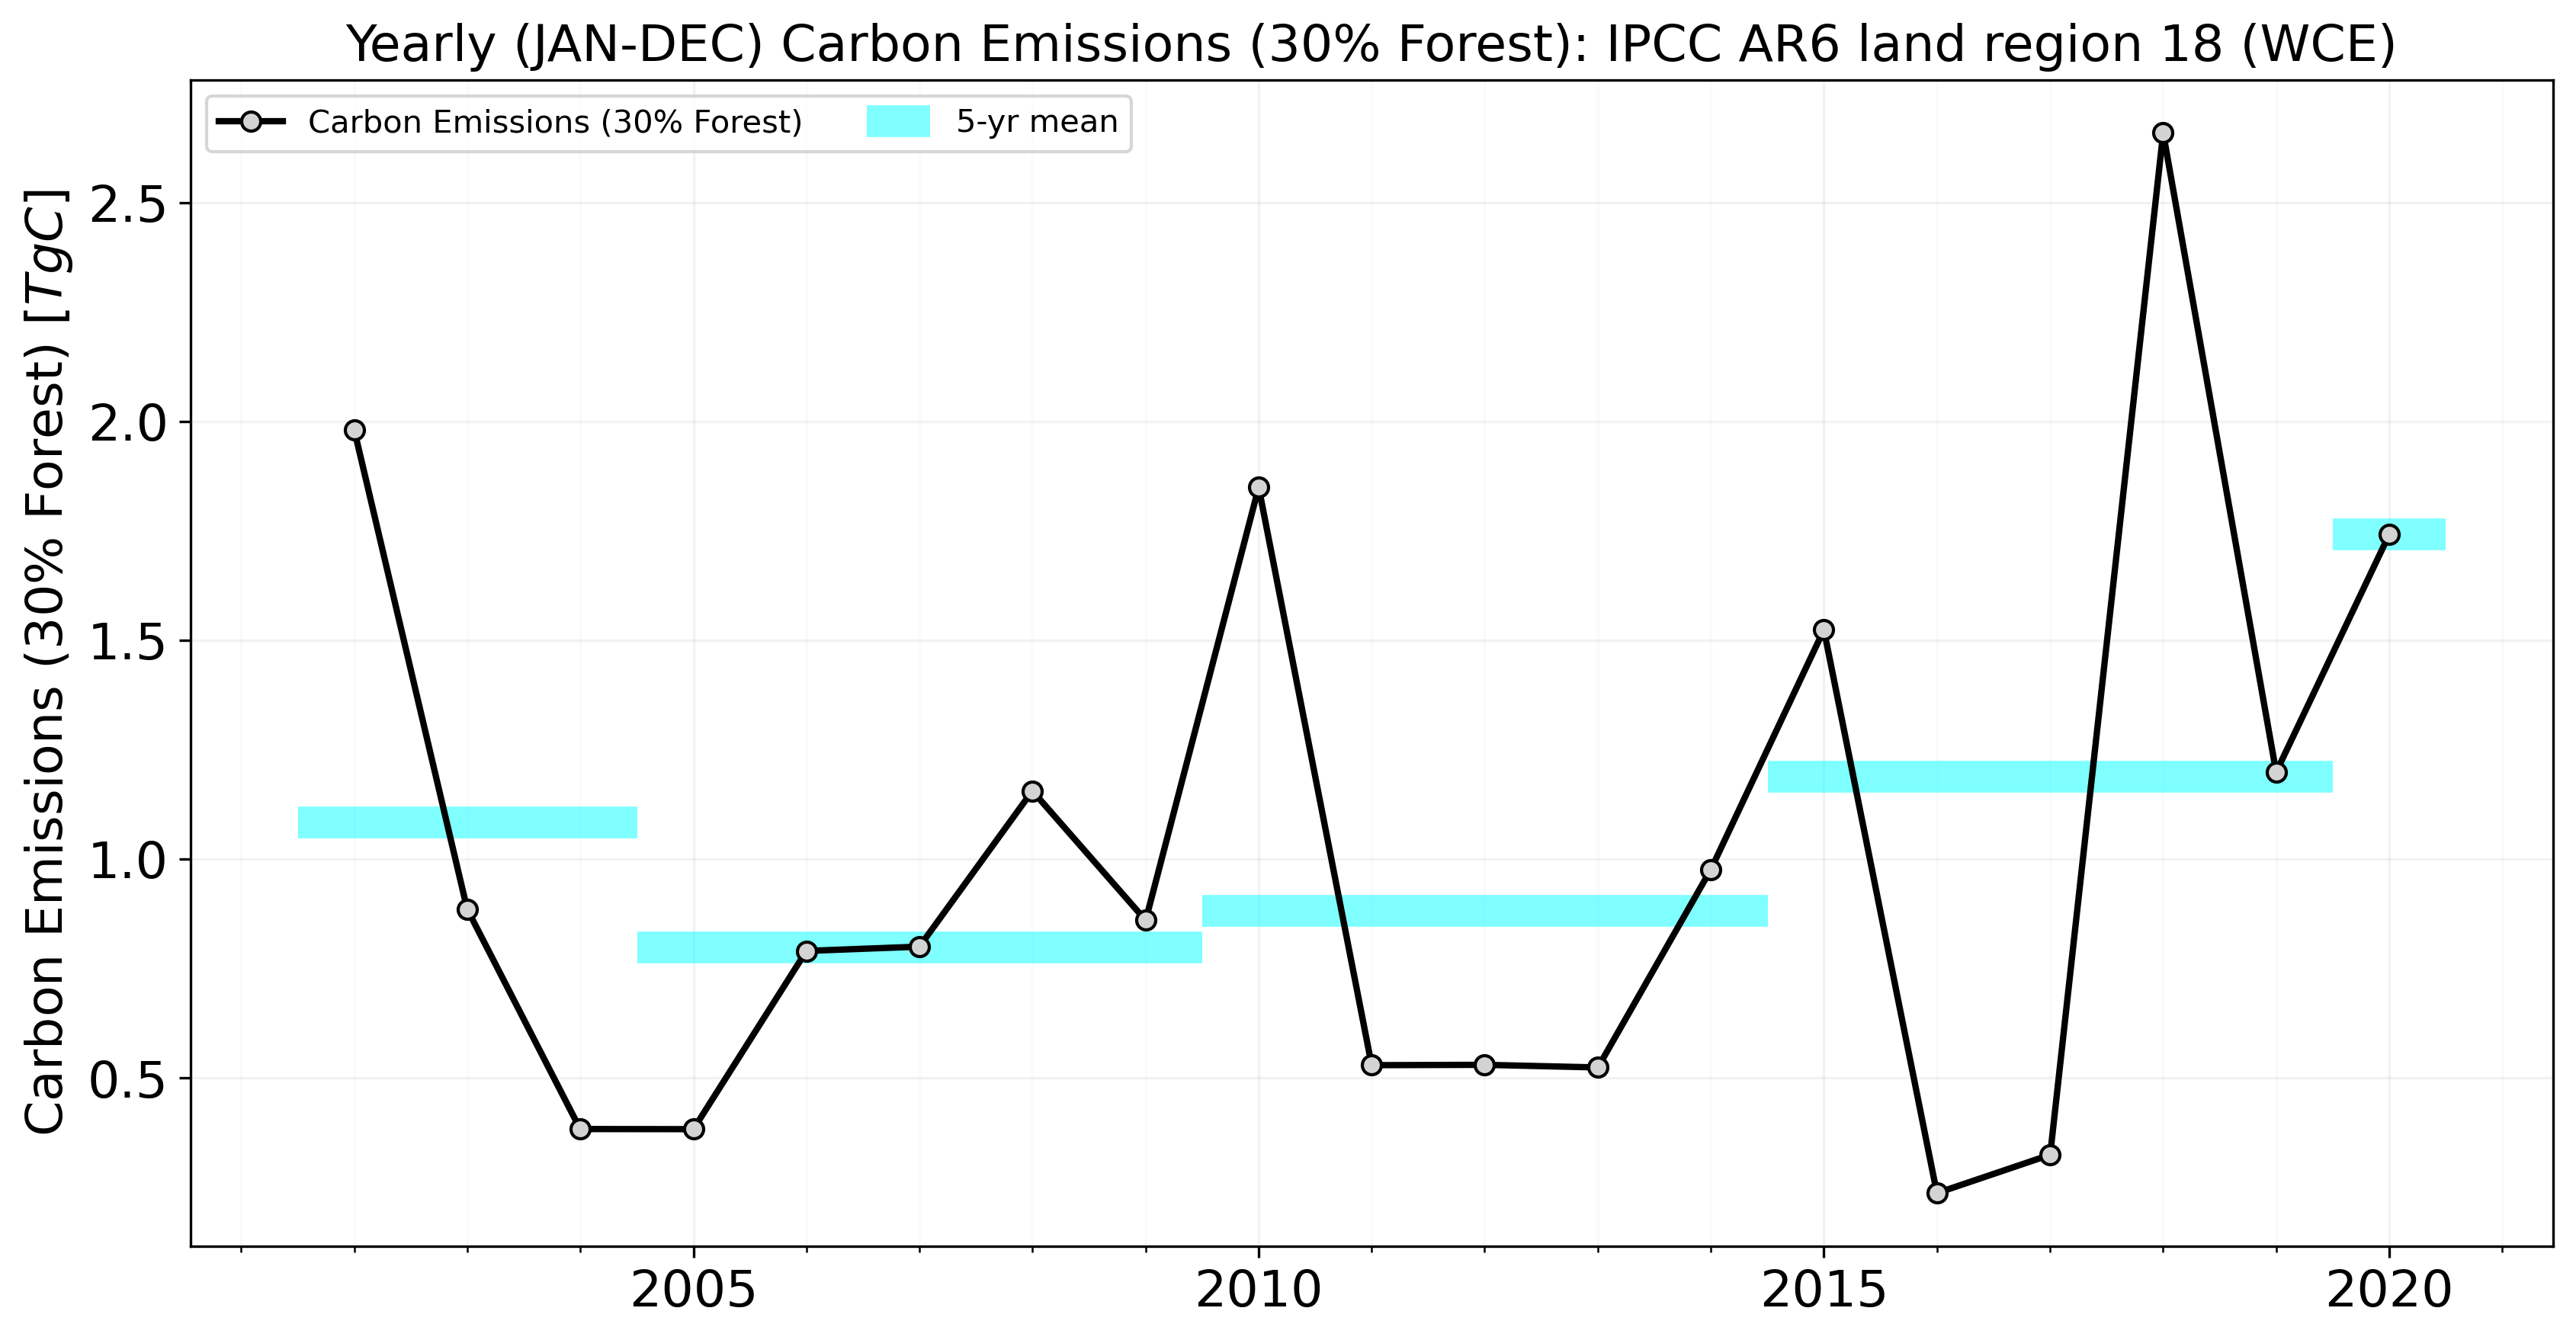 Yearly (JAN-DEC) Carbon Emissions (30% Forest): IPCC AR6 land region 18 (WCE)
Carbon Emissions (30% Forest)
5-yr mean
Carbon Emissions (30% Forest) [TgC]
2.5
2.0
1.5
1.0
0.5
2005
2010
2015
2020